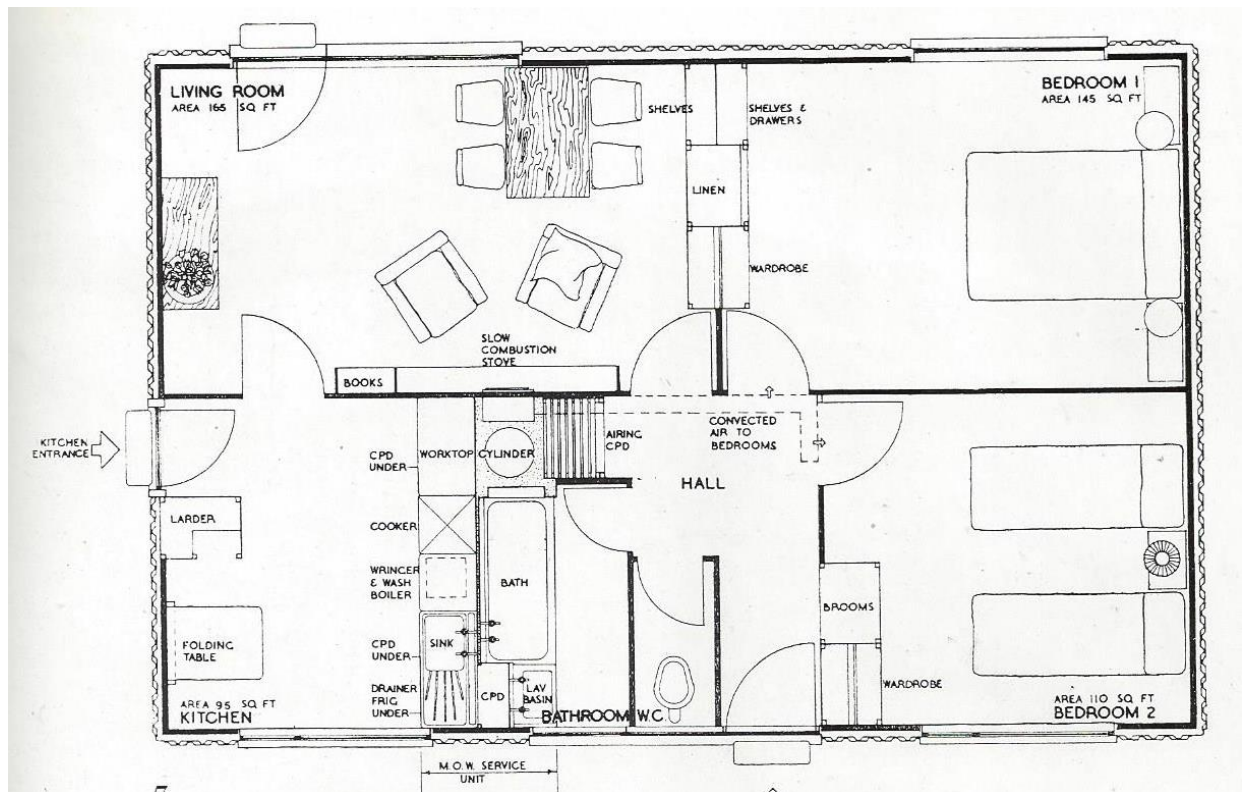 LIVING ROOM
AREA 165 SQ FT
SHELVES
SHELVES &
DRAWERS
BEDROOM 1
AREA 145 SQ FT
LINEN
WARDROBE
SLOW
COMBUSTION
STOVE
BOOKS
KITCHEN
ENTRANCE
CPD
UNDER
WORKTOP
CYLINDER
AIRING
CPD
CONVECTED
AIR TO
BEDROOMS
HALL
LARDER
COOKER
WRINGER
& WASH
BOILER
BATH
BROOMS
FOLDING
TABLE
CPD
UNDER
SINK
DRAINER
FRIG
UNDER
CPD
LAV
BASIN
WARDROBE
AREA 95 SQ FT
KITCHEN
BATHROOM W.C.
AREA 110 SQ FT
BEDROOM 2
M.O.W. SERVICE
UNIT